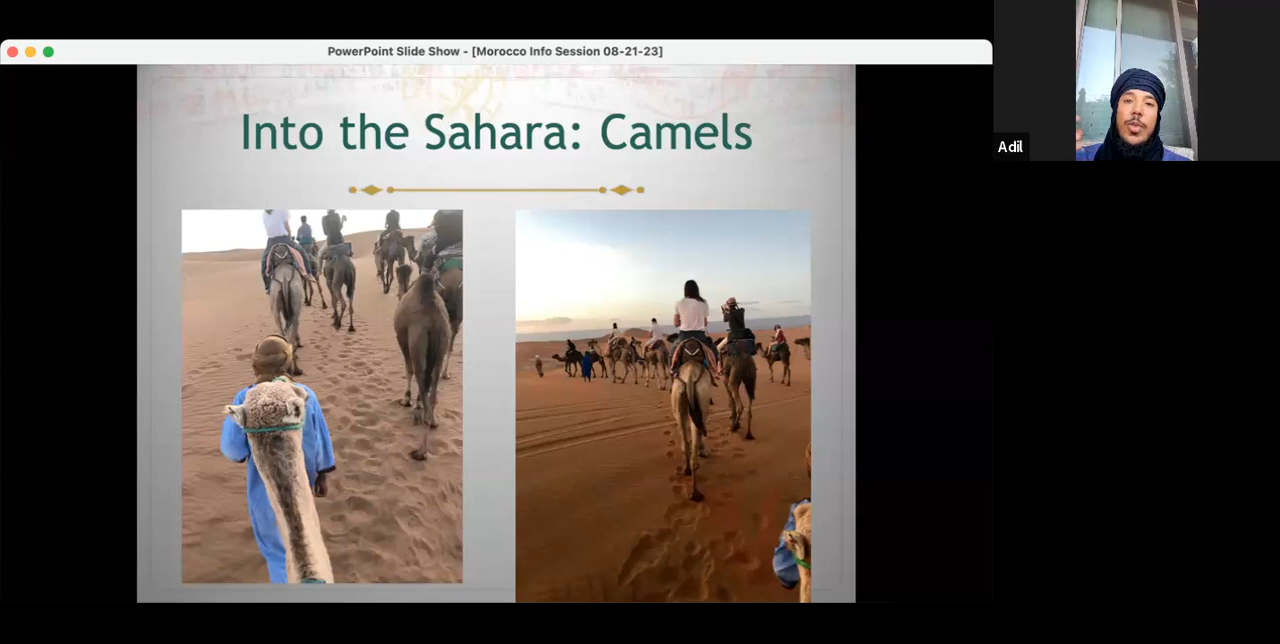 PowerPoint Slide Show - [Morocco Info Session 08-21-23]
Into the Sahara: Camels
Adil